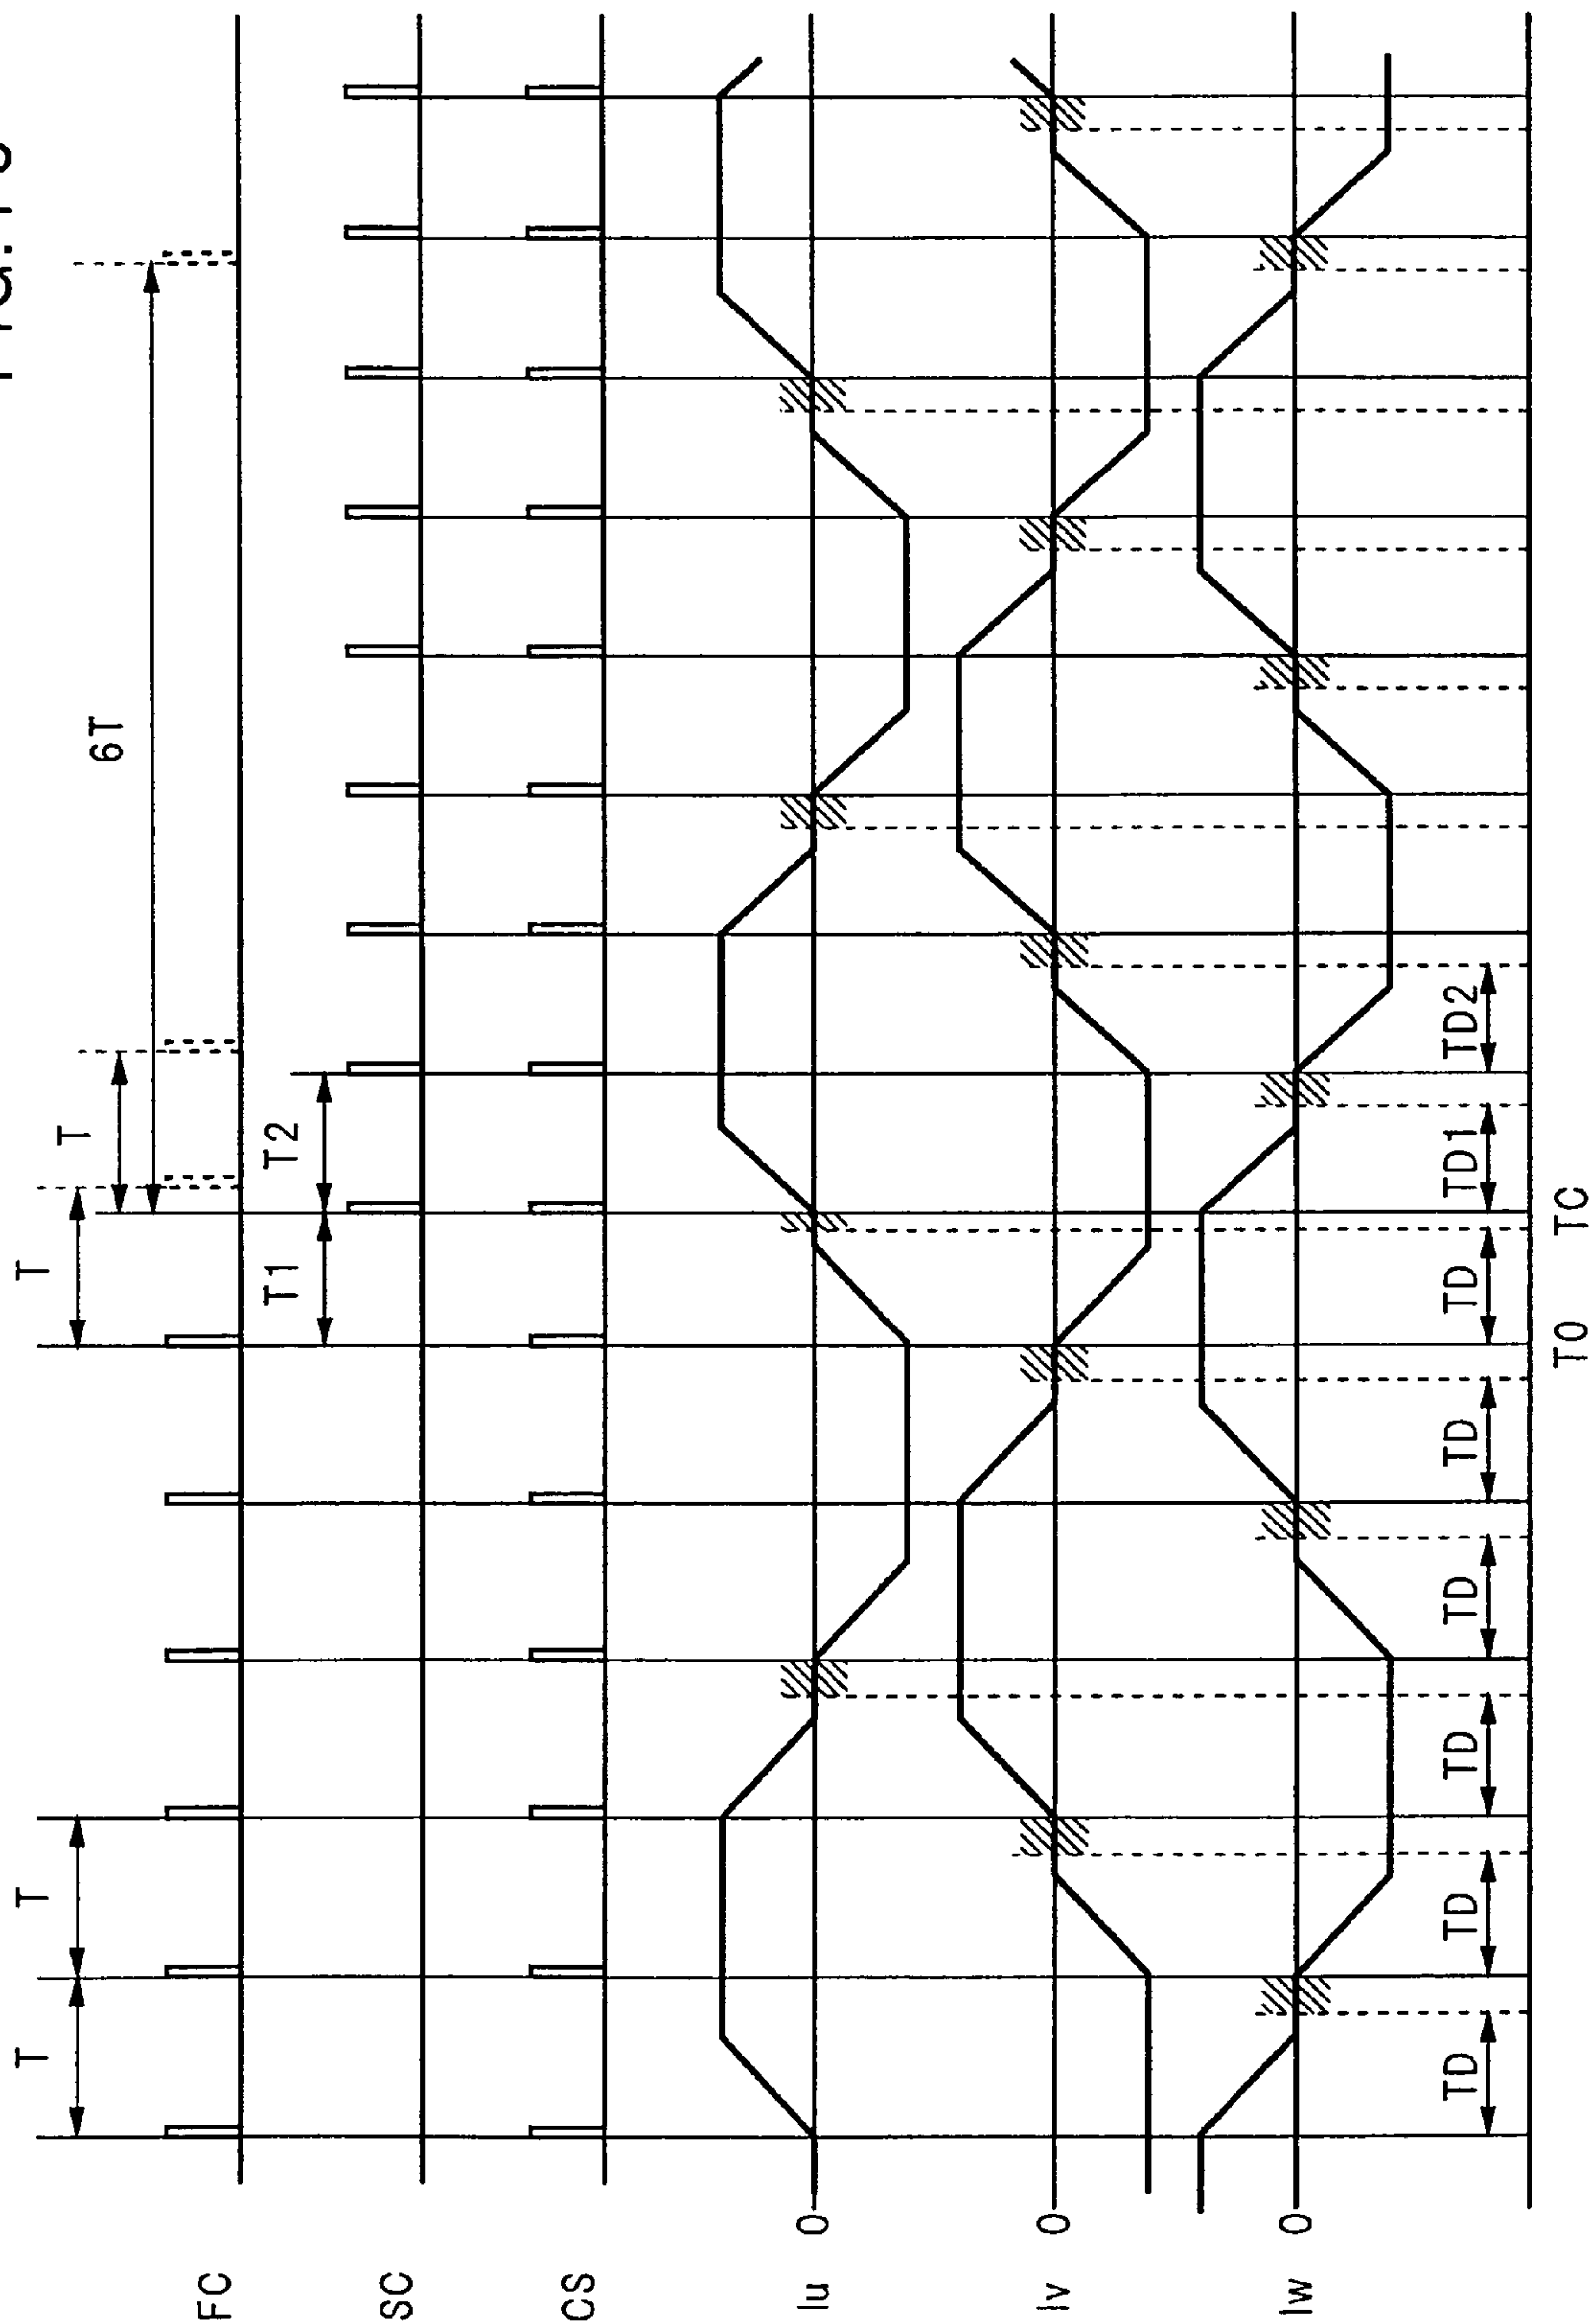 T T T
T
6T
FC
T1 T2
SC
CS
Iu 0
Iv 0
Iw 0
TD TD TD TD TD TD TD1 TD2
T0 TC